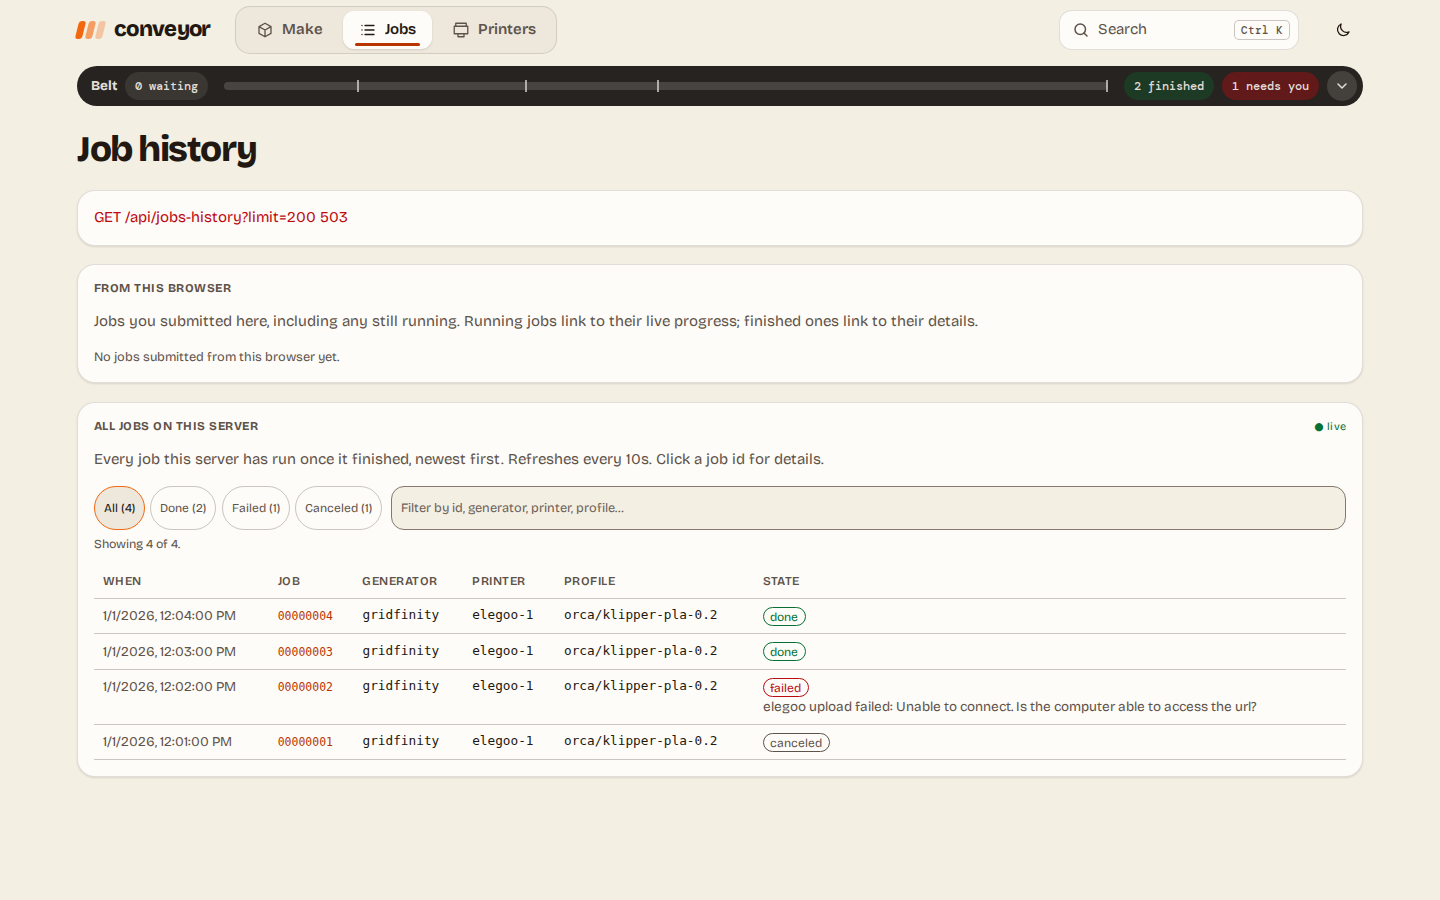 conveyor
Make
Jobs
Printers
Search
Ctrl K
Belt
0 waiting
2 finished
1 needs you
Job history
GET /api/jobs-history?limit=200 503
FROM THIS BROWSER
Jobs you submitted here, including any still running. Running jobs link to their live progress; finished ones link to their details.
No jobs submitted from this browser yet.
ALL JOBS ON THIS SERVER
live
Every job this server has run once it finished, newest first. Refreshes every 10s. Click a job id for details.
All (4)
Done (2)
Failed (1)
Canceled (1)
Filter by id, generator, printer, profile...
Showing 4 of 4.
WHEN JOB GENERATOR PRINTER PROFILE STATE
1/1/2026, 12:04:00 PM 00000004 gridfinity elegoo-1 orca/klipper-pla-0.2 done
1/1/2026, 12:03:00 PM 00000003 gridfinity elegoo-1 orca/klipper-pla-0.2 done
1/1/2026, 12:02:00 PM 00000002 gridfinity elegoo-1 orca/klipper-pla-0.2 failed
elegoo upload failed: Unable to connect. Is the computer able to access the url?
1/1/2026, 12:01:00 PM 00000001 gridfinity elegoo-1 orca/klipper-pla-0.2 canceled